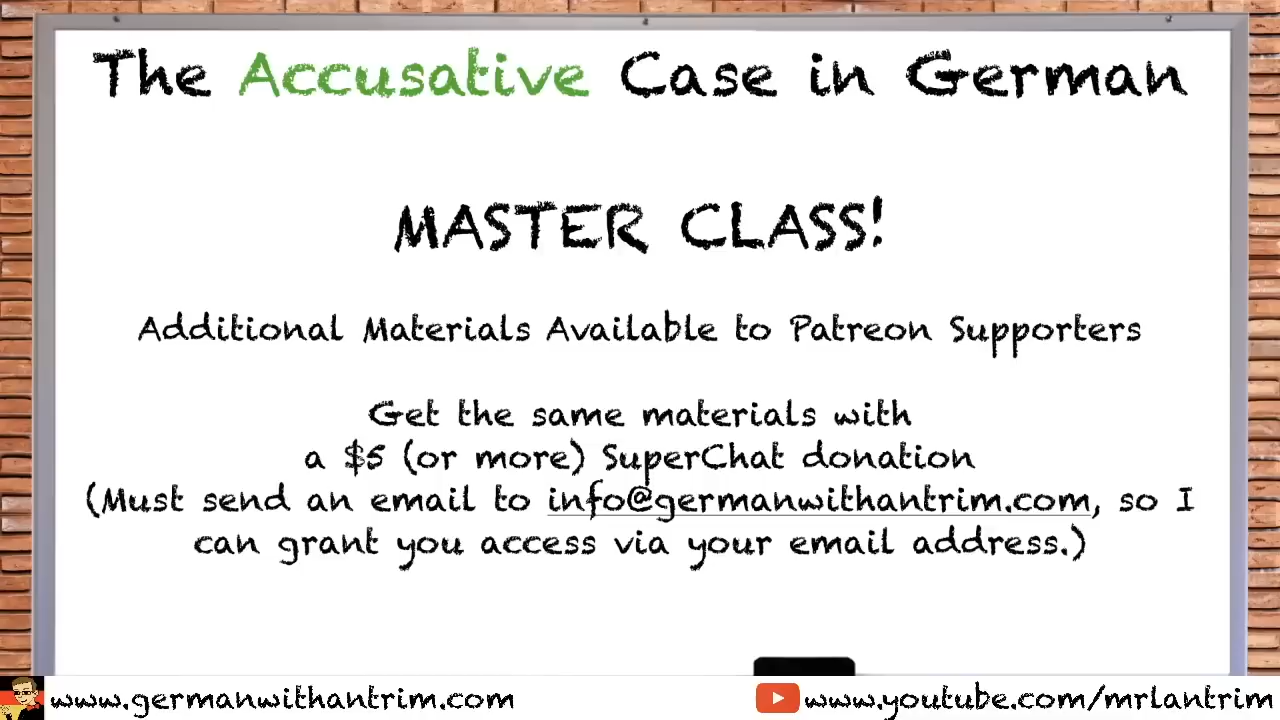 The Accusative Case in German
MASTER CLASS!
Additional Materials Available to Patreon Supporters
Get the same materials with
a $5 (or more) SuperChat donation
(Must send an email to info@germanwithantrim.com, so I
can grant you access via your email address.)
www.germanwithantrim.com
www.youtube.com/mrlantrim